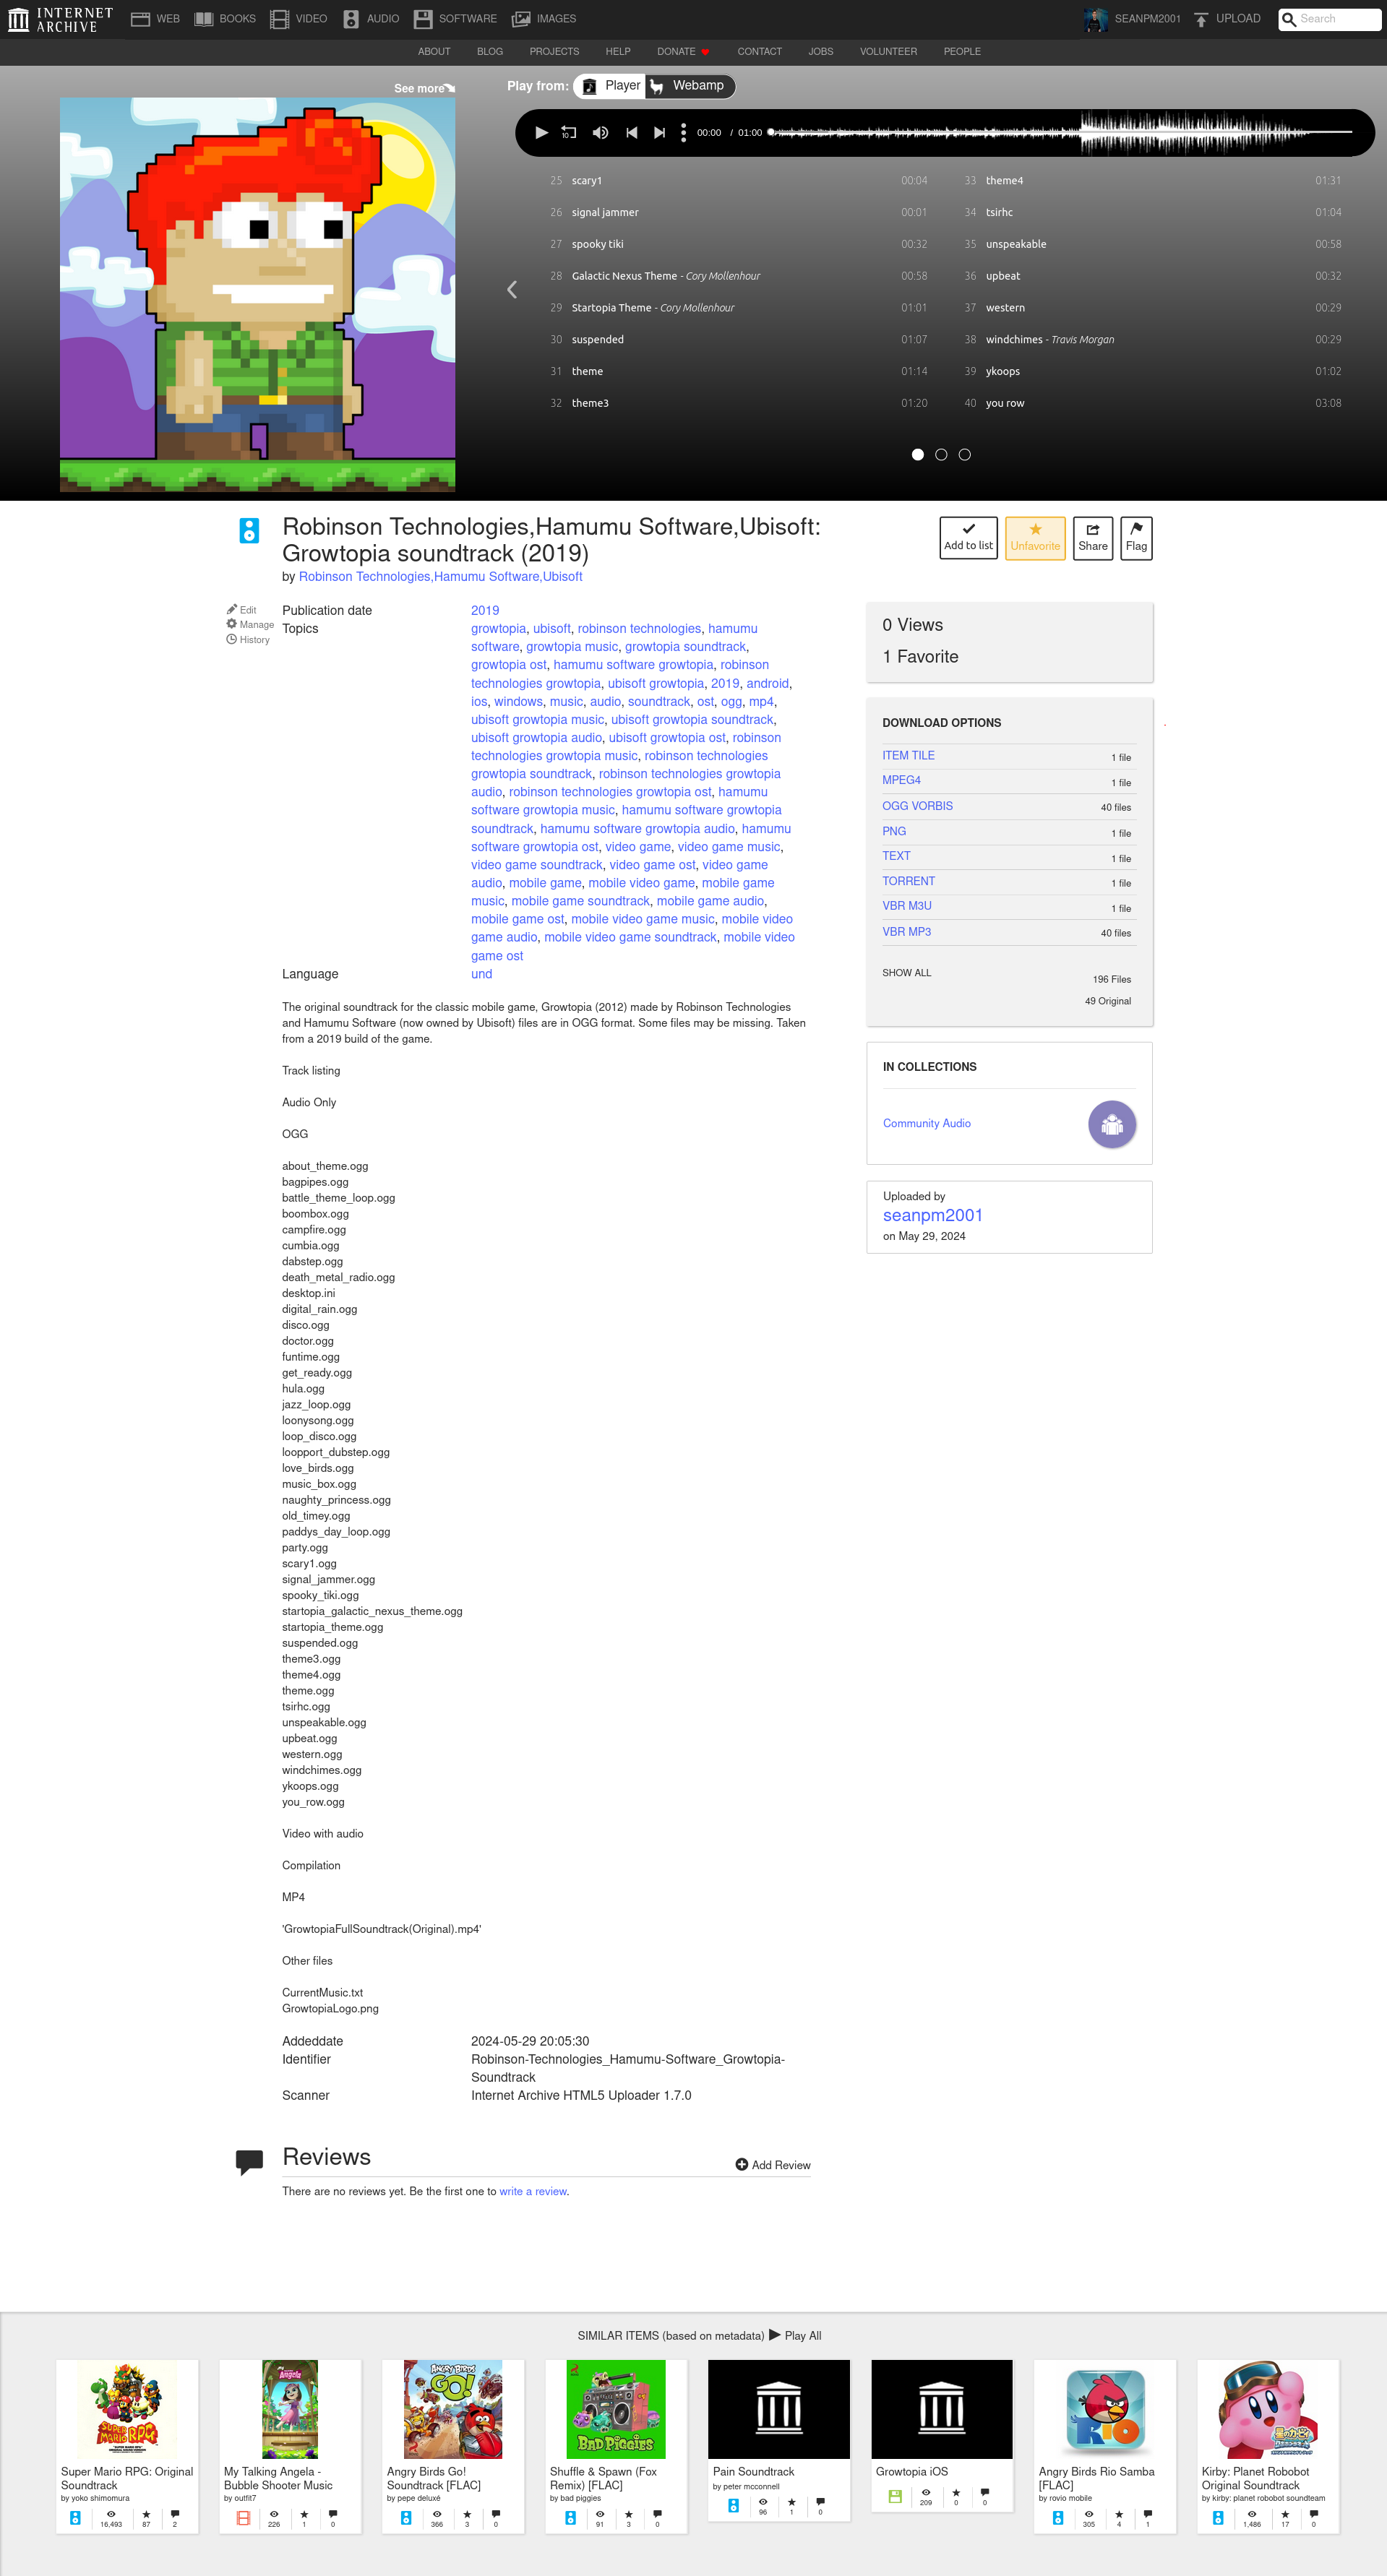 INTERNET ARCHIVE
WEB BOOKS VIDEO AUDIO SOFTWARE IMAGES SEANPM2001 UPLOAD Search
ABOUT BLOG PROJECTS HELP DONATE CONTACT JOBS VOLUNTEER PEOPLE
See more
Play from: Player Webamp
10 00:00 / 01:00
25 scary1 00:04
26 signal jammer 00:01
27 spooky tiki 00:32
28 Galactic Nexus Theme - Cory Mollenhour 00:58
29 Startopia Theme - Cory Mollenhour 01:01
30 suspended 01:07
31 theme 01:14
32 theme3 01:20
33 theme4 01:31
34 tsirhc 01:04
35 unspeakable 00:58
36 upbeat 00:32
37 western 00:29
38 windchimes - Travis Morgan 00:29
39 ykoops 01:02
40 you row 03:08
Robinson Technologies,Hamumu Software,Ubisoft:
Growtopia soundtrack (2019)
by Robinson Technologies,Hamumu Software,Ubisoft
Add to list Unfavorite Share Flag
Edit
Manage
History
Publication date 2019
Topics growtopia, ubisoft, robinson technologies, hamumu
software, growtopia music, growtopia soundtrack,
growtopia ost, hamumu software growtopia, robinson
technologies growtopia, ubisoft growtopia, 2019, android,
ios, windows, music, audio, soundtrack, ost, ogg, mp4,
ubisoft growtopia music, ubisoft growtopia soundtrack,
ubisoft growtopia audio, ubisoft growtopia ost, robinson
technologies growtopia music, robinson technologies
growtopia soundtrack, robinson technologies growtopia
audio, robinson technologies growtopia ost, hamumu
software growtopia music, hamumu software growtopia
soundtrack, hamumu software growtopia audio, hamumu
software growtopia ost, video game, video game music,
video game soundtrack, video game ost, video game
audio, mobile game, mobile video game, mobile game
music, mobile game soundtrack, mobile game audio,
mobile game ost, mobile video game music, mobile video
game audio, mobile video game soundtrack, mobile video
game ost
Language und
The original soundtrack for the classic mobile game, Growtopia (2012) made by Robinson Technologies
and Hamumu Software (now owned by Ubisoft) files are in OGG format. Some files may be missing. Taken
from a 2019 build of the game.
Track listing
Audio Only
OGG
about_theme.ogg
bagpipes.ogg
battle_theme_loop.ogg
boombox.ogg
campfire.ogg
cumbia.ogg
dabstep.ogg
death_metal_radio.ogg
desktop.ini
digital_rain.ogg
disco.ogg
doctor.ogg
funtime.ogg
get_ready.ogg
hula.ogg
jazz_loop.ogg
loonysong.ogg
loop_disco.ogg
loopport_dubstep.ogg
love_birds.ogg
music_box.ogg
naughty_princess.ogg
old_timey.ogg
paddys_day_loop.ogg
party.ogg
scary1.ogg
signal_jammer.ogg
spooky_tiki.ogg
startopia_galactic_nexus_theme.ogg
startopia_theme.ogg
suspended.ogg
theme3.ogg
theme4.ogg
theme.ogg
tsirhc.ogg
unspeakable.ogg
upbeat.ogg
western.ogg
windchimes.ogg
ykoops.ogg
you_row.ogg
Video with audio
Compilation
MP4
'GrowtopiaFullSoundtrack(Original).mp4'
Other files
CurrentMusic.txt
GrowtopiaLogo.png
Addeddate 2024-05-29 20:05:30
Identifier Robinson-Technologies_Hamumu-Software_Growtopia-
Soundtrack
Scanner Internet Archive HTML5 Uploader 1.7.0
0 Views
1 Favorite
DOWNLOAD OPTIONS
ITEM TILE 1 file
MPEG4 1 file
OGG VORBIS 40 files
PNG 1 file
TEXT 1 file
TORRENT 1 file
VBR M3U 1 file
VBR MP3 40 files
SHOW ALL 196 Files
49 Original
IN COLLECTIONS
Community Audio
Uploaded by
seanpm2001
on May 29, 2024
Reviews
Add Review
There are no reviews yet. Be the first one to write a review.
SIMILAR ITEMS (based on metadata) Play All
SUPER MARIO RPG
Super Mario RPG: Original
Soundtrack
by yoko shimomura
16,493 87 2
Angela
My Talking Angela -
Bubble Shooter Music
by outfit7
226 1 0
ANGRY BIRDS
GO!
Angry Birds Go!
Soundtrack [FLAC]
by pepe deluxé
366 3 0
BAD PIGGIES
Shuffle & Spawn (Fox
Remix) [FLAC]
by bad piggies
91 3 0
Pain Soundtrack
by peter mcconnell
96 1 0
Growtopia iOS
209 0 0
RIO
Angry Birds Rio Samba
[FLAC]
by rovio mobile
305 4 1
Kirby: Planet Robobot
Original Soundtrack
by kirby: planet robobot soundteam
1,486 17 0